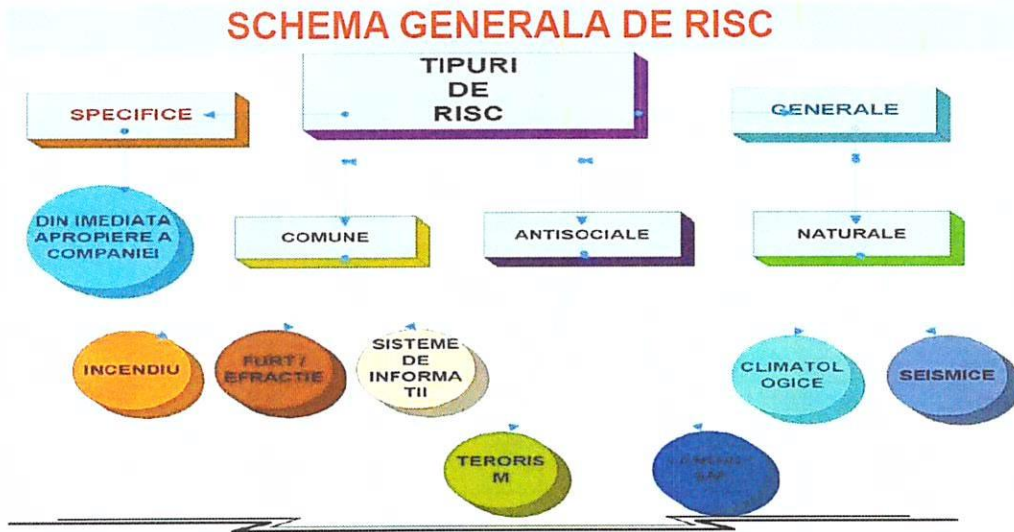 SCHEMA GENERALA DE RISC
TIPURI
DE
RISC
SPECIFICE
GENERALE
DIN IMEDIATA
APROPIERE A
COMPANIEI
COMUNE
ANTISOCIALE
NATURALE
INCENDIU
FURT /
EFRACTIE
SISTEME
DE
INFORMA
TII
CLIMATOL
OGICE
SEISMICE
TERORIS
M